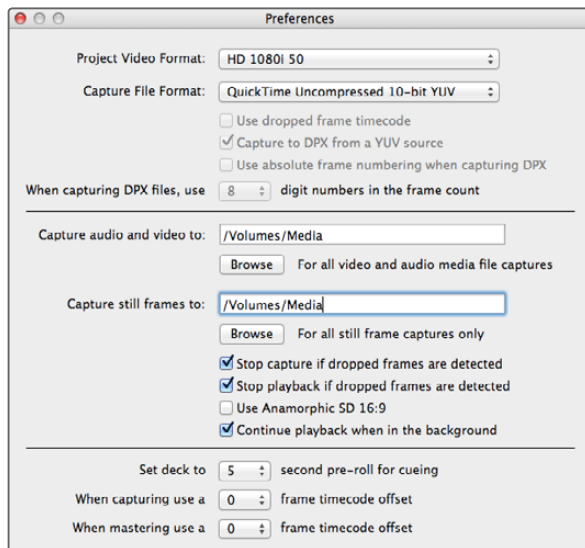 Preferences
Project Video Format: HD 1080i 50
Capture File Format: QuickTime Uncompressed 10-bit YUV
Use dropped frame timecode
Capture to DPX from a YUV source
Use absolute frame numbering when capturing DPX
When capturing DPX files, use 8 digit numbers in the frame count
Capture audio and video to: /Volumes/Media
Browse For all video and audio media file captures
Capture still frames to: /Volumes/Media
Browse For all still frame captures only
Stop capture if dropped frames are detected
Stop playback if dropped frames are detected
Use Anamorphic SD 16:9
Continue playback when in the background
Set deck to 5 second pre-roll for cueing
When capturing use a 0 frame timecode offset
When mastering use a 0 frame timecode offset